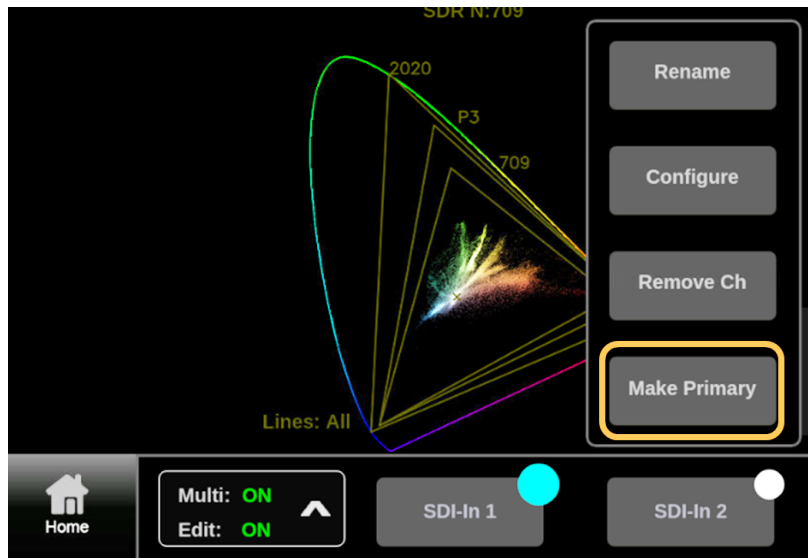 SDR N:709
2020
P3
709
Lines: All
Rename
Configure
Remove Ch
Make Primary
Home
Multi: ON
Edit: ON
SDI-In 1
SDI-In 2